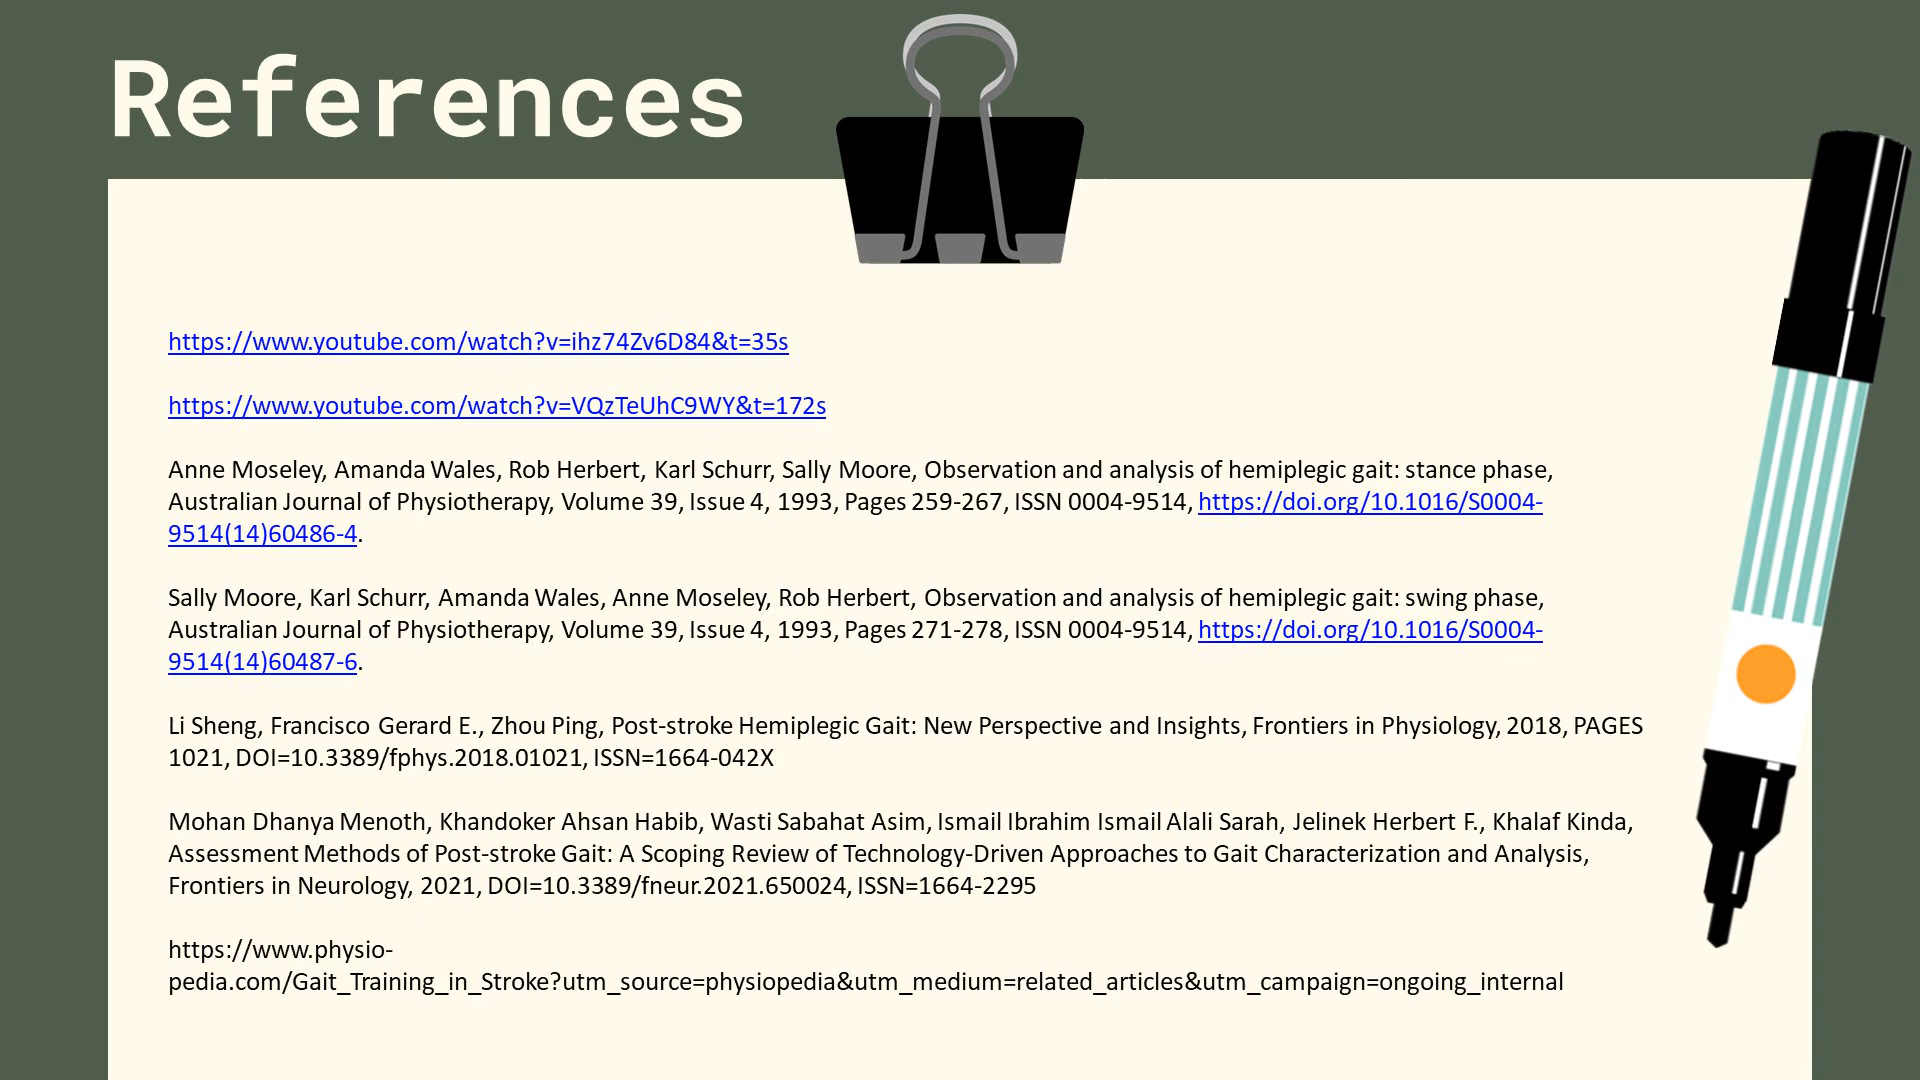 References
https://www.youtube.com/watch?v=ihz74Zv6D84&t=35s
https://www.youtube.com/watch?v=VQzTeUhC9WY&t=172s
Anne Moseley, Amanda Wales, Rob Herbert, Karl Schurr, Sally Moore, Observation and analysis of hemiplegic gait: stance phase,
Australian Journal of Physiotherapy, Volume 39, Issue 4, 1993, Pages 259-267, ISSN 0004-9514, https://doi.org/10.1016/S0004-
9514(14)60486-4.
Sally Moore, Karl Schurr, Amanda Wales, Anne Moseley, Rob Herbert, Observation and analysis of hemiplegic gait: swing phase,
Australian Journal of Physiotherapy, Volume 39, Issue 4, 1993, Pages 271-278, ISSN 0004-9514, https://doi.org/10.1016/S0004-
9514(14)60487-6.
Li Sheng, Francisco Gerard E., Zhou Ping, Post-stroke Hemiplegic Gait: New Perspective and Insights, Frontiers in Physiology, 2018, PAGES
1021, DOI=10.3389/fphys.2018.01021, ISSN=1664-042X
Mohan Dhanya Menoth, Khandoker Ahsan Habib, Wasti Sabahat Asim, Ismail Ibrahim Ismail Alali Sarah, Jelinek Herbert F., Khalaf Kinda,
Assessment Methods of Post-stroke Gait: A Scoping Review of Technology-Driven Approaches to Gait Characterization and Analysis,
Frontiers in Neurology, 2021, DOI=10.3389/fneur.2021.650024, ISSN=1664-2295
https://www.physio-
pedia.com/Gait_Training_in_Stroke?utm_source=physiopedia&utm_medium=related_articles&utm_campaign=ongoing_internal